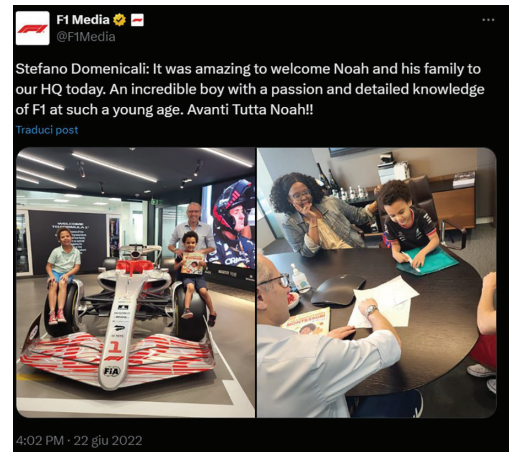 F1 Media
@F1Media
Stefano Domenicali: It was amazing to welcome Noah and his family to
our HQ today. An incredible boy with a passion and detailed knowledge
of F1 at such a young age. Avanti Tutta Noah!!
Traduci post
WELCOME
ORACLE
1
FIA
4:02 PM · 22 giu 2022